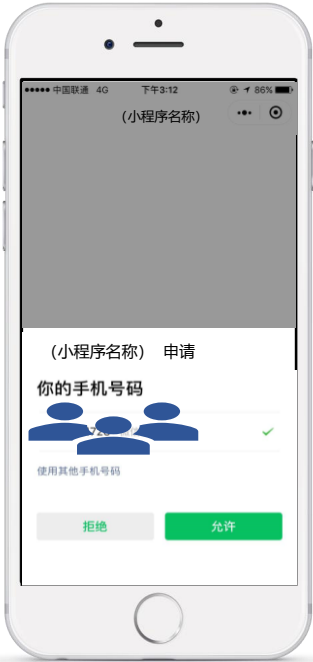 中国联通 4G 下午3:12 86%
（小程序名称）
（小程序名称） 申请
你的手机号码
使用其他手机号码
拒绝 允许